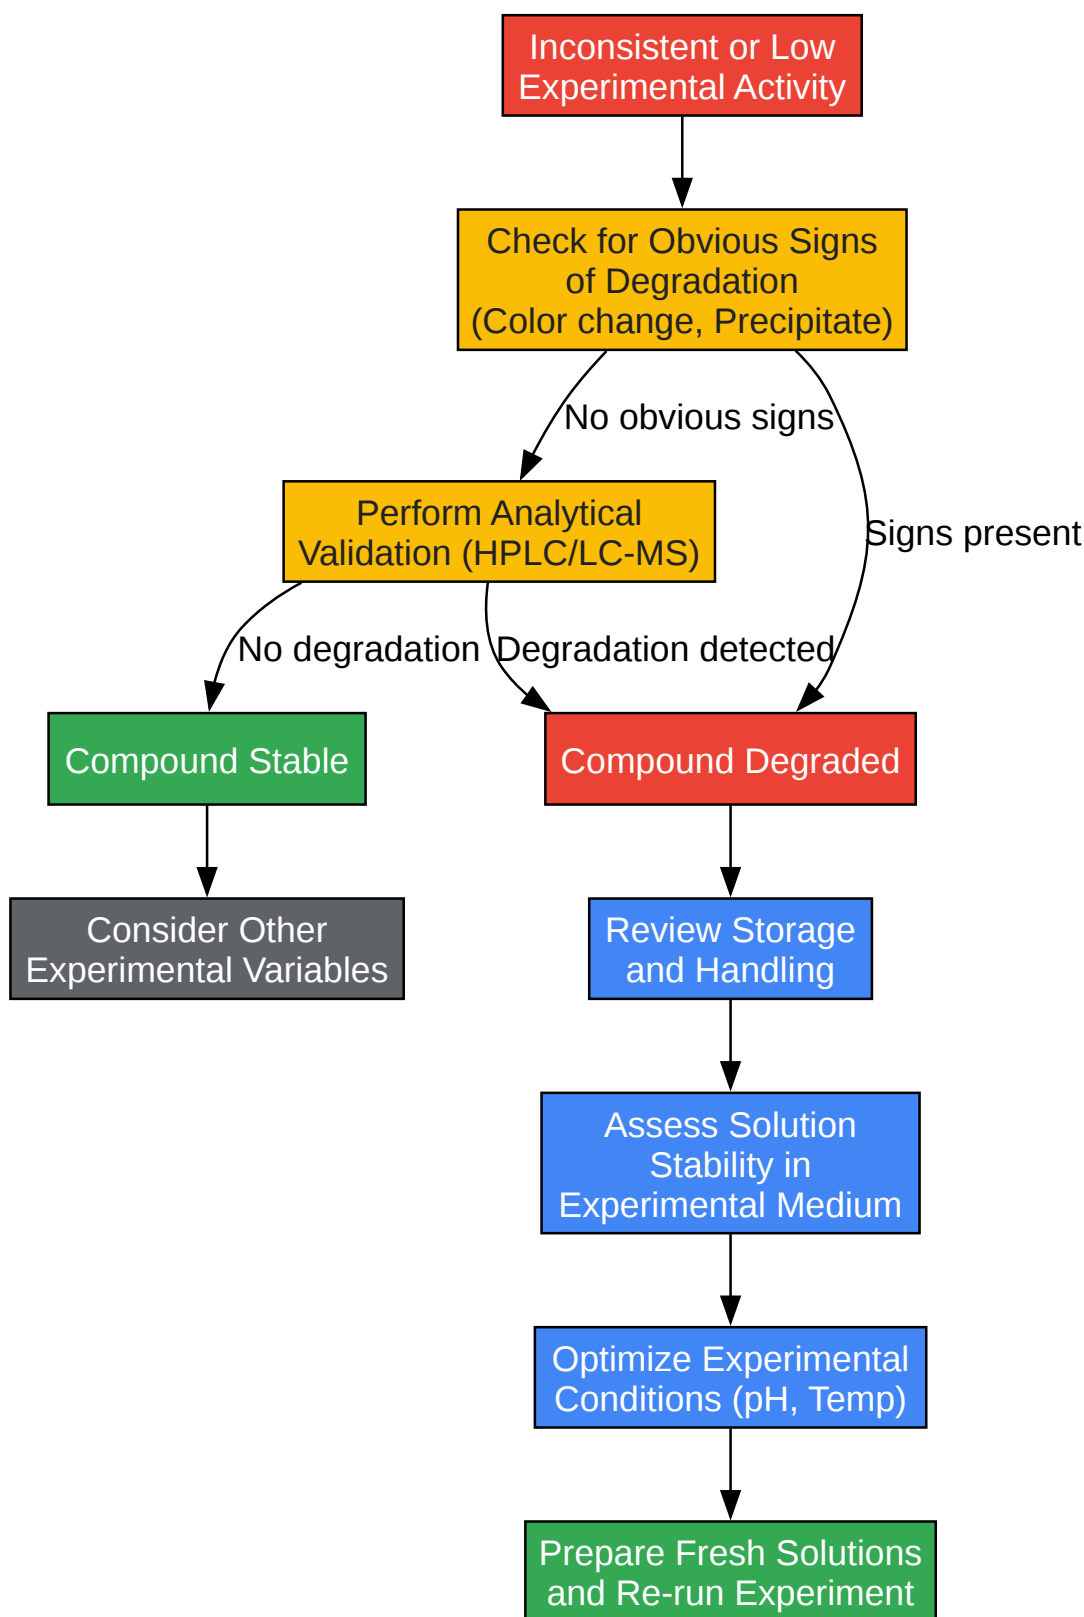 Inconsistent or Low
Experimental Activity
Check for Obvious Signs
of Degradation
(Color change, Precipitate)
No obvious signs
Perform Analytical
Validation (HPLC/LC-MS)
Signs present
No degradation
Degradation detected
Compound Stable
Compound Degraded
Consider Other
Experimental Variables
Review Storage
and Handling
Assess Solution
Stability in
Experimental Medium
Optimize Experimental
Conditions (pH, Temp)
Prepare Fresh Solutions
and Re-run Experiment